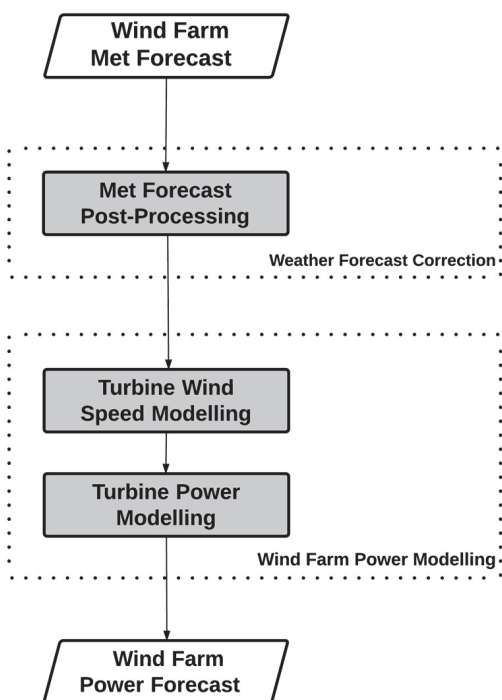 Wind Farm
Met Forecast
Met Forecast
Post-Processing
Weather Forecast Correction
Turbine Wind
Speed Modelling
Turbine Power
Modelling
Wind Farm Power Modelling
Wind Farm
Power Forecast